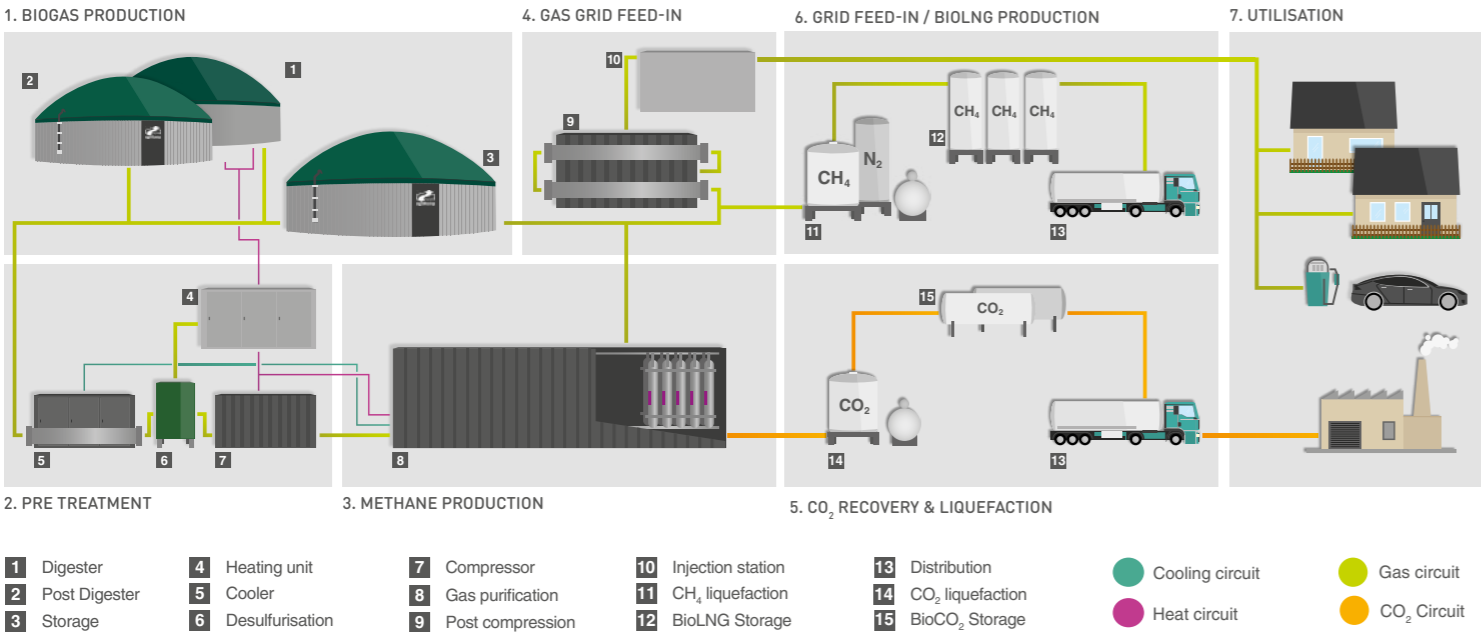 1. BIOGAS PRODUCTION
4. GAS GRID FEED-IN
6. GRID FEED-IN / BIOLNG PRODUCTION
7. UTILISATION
1
2
3
10
9
CH₄
N₂
11
12
CH₄
CH₄
CH₄
13
4
5
6
7
8
CO₂
14
15
CO₂
13
2. PRE TREATMENT
3. METHANE PRODUCTION
5. CO₂ RECOVERY & LIQUEFACTION
1 Digester
2 Post Digester
3 Storage
4 Heating unit
5 Cooler
6 Desulfurisation
7 Compressor
8 Gas purification
9 Post compression
10 Injection station
11 CH₄ liquefaction
12 BioLNG Storage
13 Distribution
14 CO₂ liquefaction
15 BioCO₂ Storage
Cooling circuit
Heat circuit
Gas circuit
CO₂ Circuit